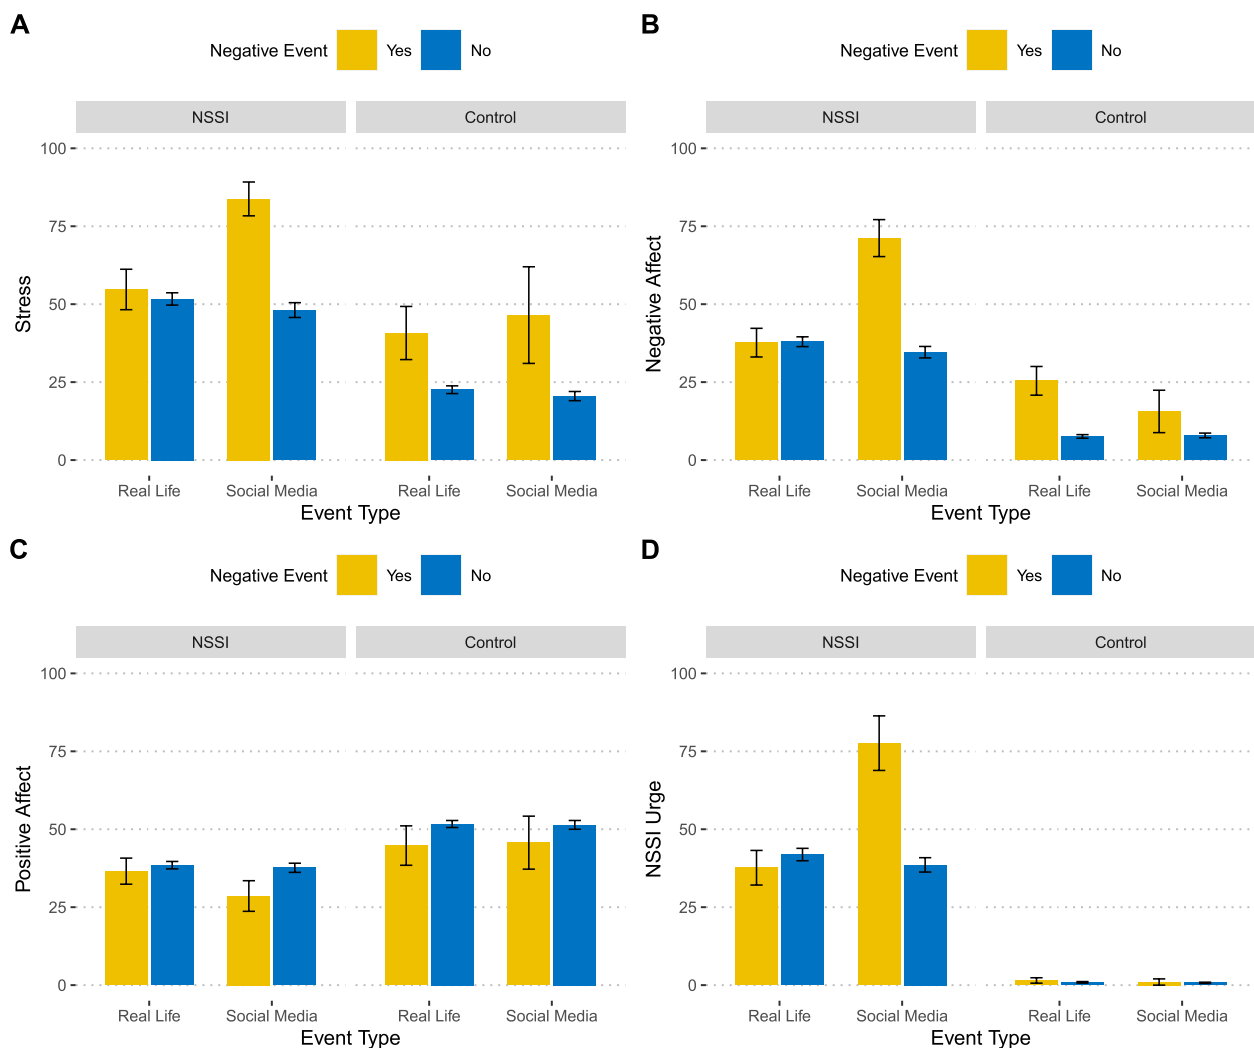 A
Negative Event Yes No
NSSI Control
Stress
100
75
50
25
0
Real Life Social Media Real Life Social Media
Event Type
B
Negative Event Yes No
NSSI Control
Negative Affect
100
75
50
25
0
Real Life Social Media Real Life Social Media
Event Type
C
Negative Event Yes No
NSSI Control
Positive Affect
100
75
50
25
0
Real Life Social Media Real Life Social Media
Event Type
D
Negative Event Yes No
NSSI Control
NSSI Urge
100
75
50
25
0
Real Life Social Media Real Life Social Media
Event Type